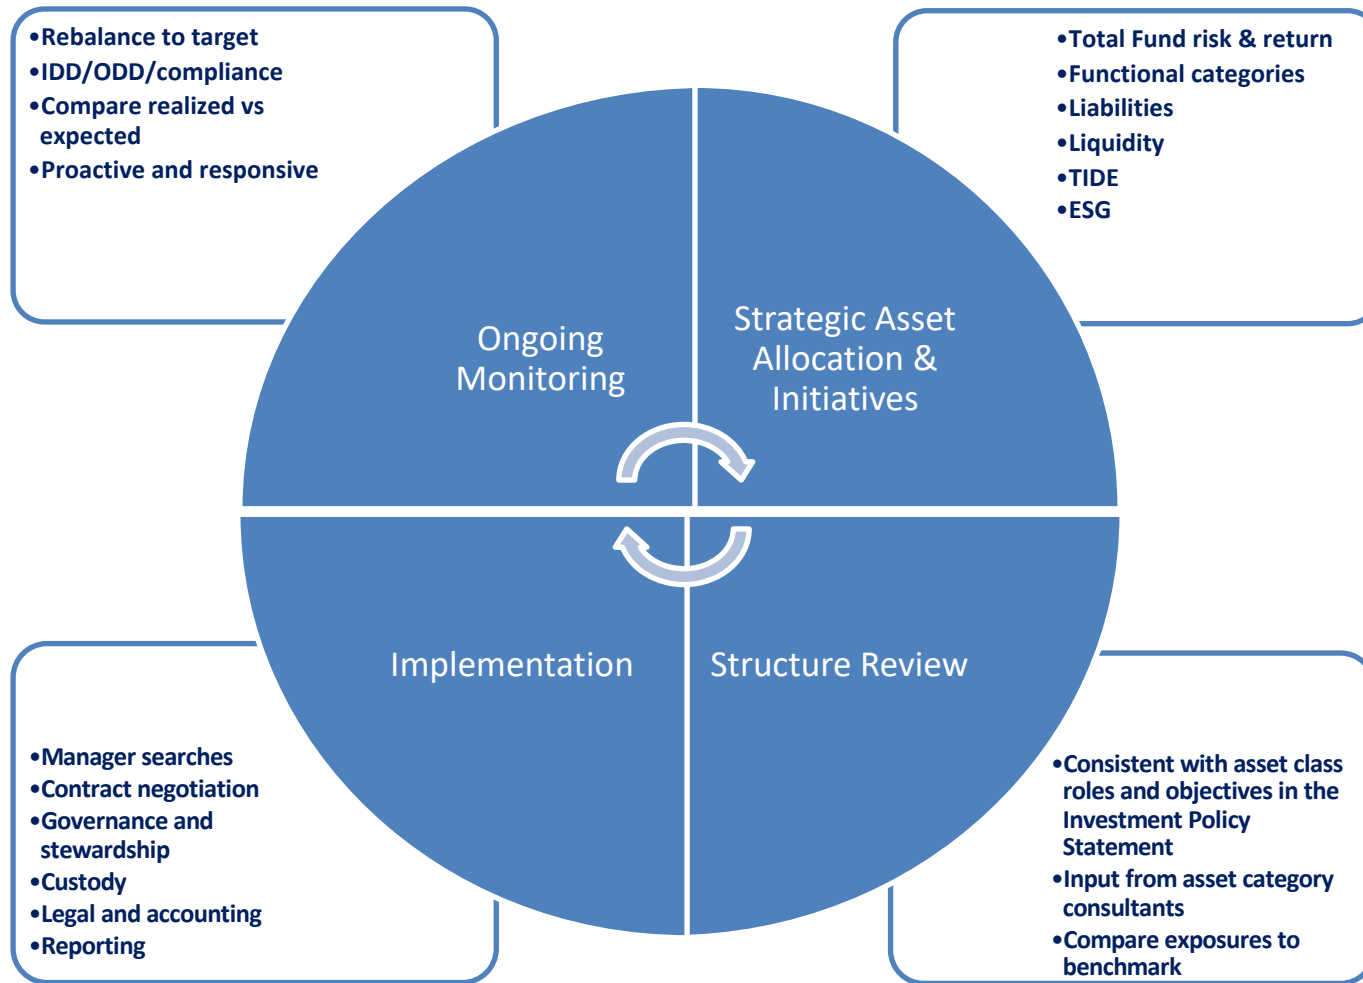 •Rebalance to target
•IDD/ODD/compliance
•Compare realized vs
expected
•Proactive and responsive
•Total Fund risk & return
•Functional categories
•Liabilities
•Liquidity
•TIDE
•ESG
Ongoing
Monitoring
Strategic Asset
Allocation &
Initiatives
Implementation
Structure Review
•Manager searches
•Contract negotiation
•Governance and
stewardship
•Custody
•Legal and accounting
•Reporting
•Consistent with asset class
roles and objectives in the
Investment Policy
Statement
•Input from asset category
consultants
•Compare exposures to
benchmark